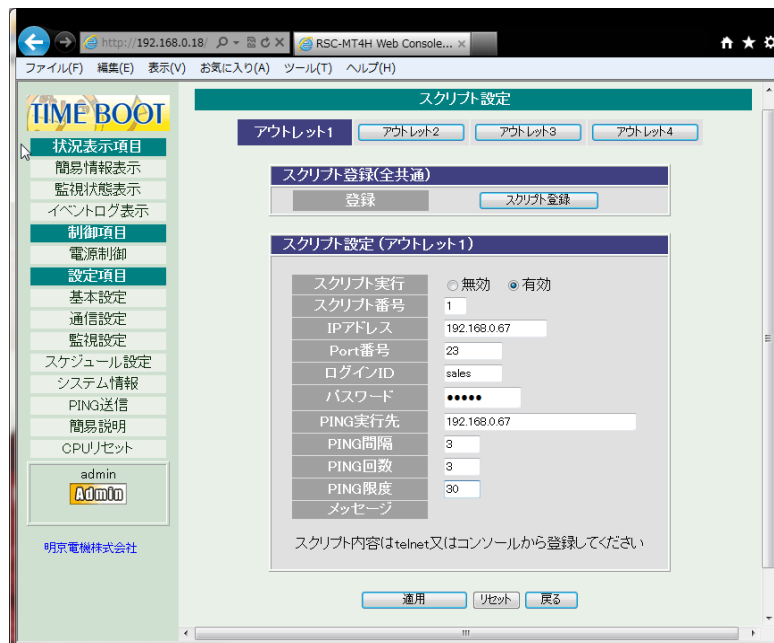 http://192.168.0.18/
RSC-MT4H Web Console...
ファイル(F) 編集(E) 表示(V) お気に入り(A) ツール(T) ヘルプ(H)
TIME BOOT
状況表示項目
簡易情報表示
監視状態表示
イベントログ表示
制御項目
電源制御
設定項目
基本設定
通信設定
監視設定
スケジュール設定
システム情報
PING送信
簡易説明
CPUリセット
admin
Admin
明京電機株式会社
スクリプト設定
アウトレット1 アウトレット2 アウトレット3 アウトレット4
スクリプト登録(全共通)
登録 スクリプト登録
スクリプト設定 (アウトレット1)
スクリプト実行 無効 有効
スクリプト番号 1
IPアドレス 192.168.0.67
Port番号 23
ログインID sales
パスワード ●●●●●
PING実行先 192.168.0.67
PING間隔 3
PING回数 3
PING限度 30
メッセージ
スクリプト内容はtelnet又はコンソールから登録してください
適用 リセット 戻る